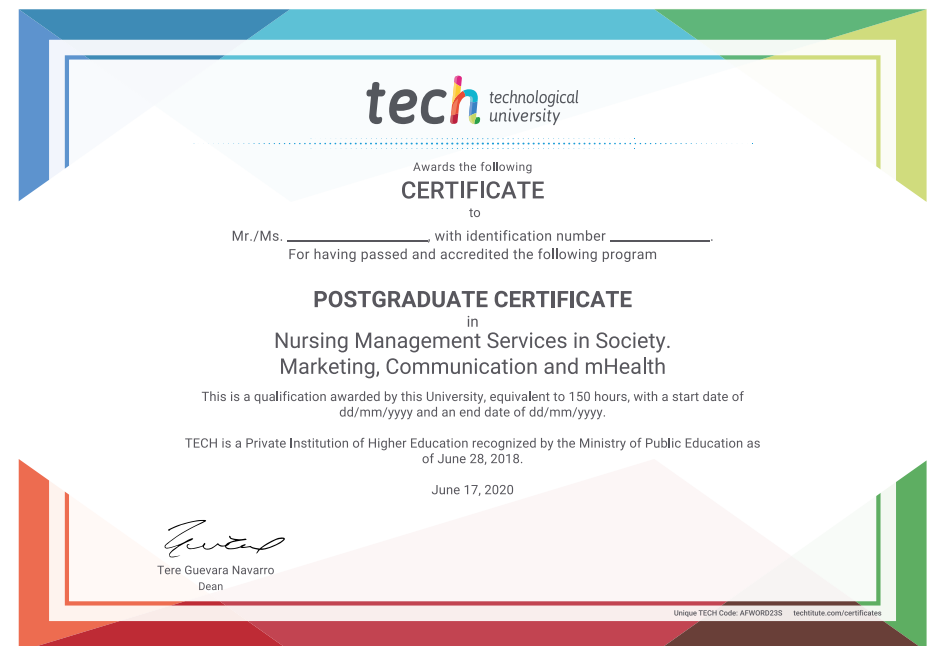 tech technological
university
Awards the following
CERTIFICATE
to
Mr./Ms. ____________________, with identification number ______________.
For having passed and accredited the following program
POSTGRADUATE CERTIFICATE
in
Nursing Management Services in Society.
Marketing, Communication and mHealth
This is a qualification awarded by this University, equivalent to 150 hours, with a start date of
dd/mm/yyyy and an end date of dd/mm/yyyy.
TECH is a Private Institution of Higher Education recognized by the Ministry of Public Education as
of June 28, 2018.
June 17, 2020
Tere Guevara Navarro
Dean
Unique TECH Code: AFWORD23S techtitute.com/certificates